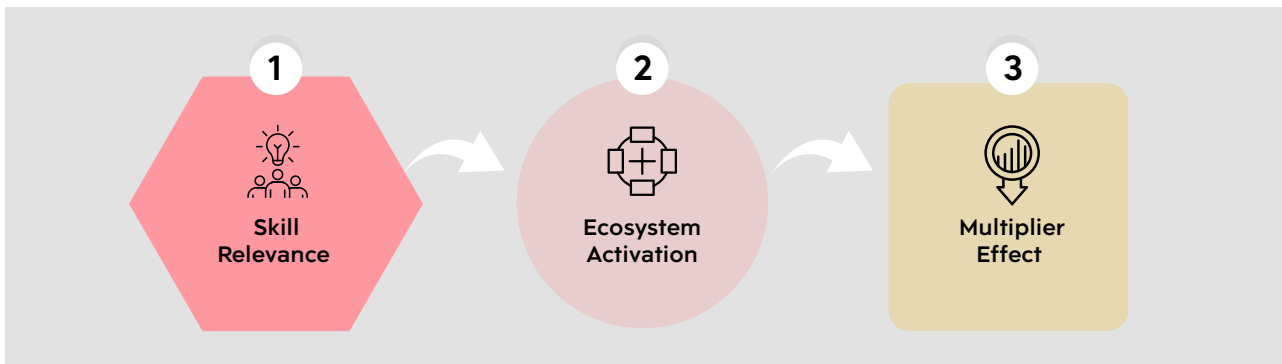 1
Skill
Relevance
2
Ecosystem
Activation
3
Multiplier
Effect